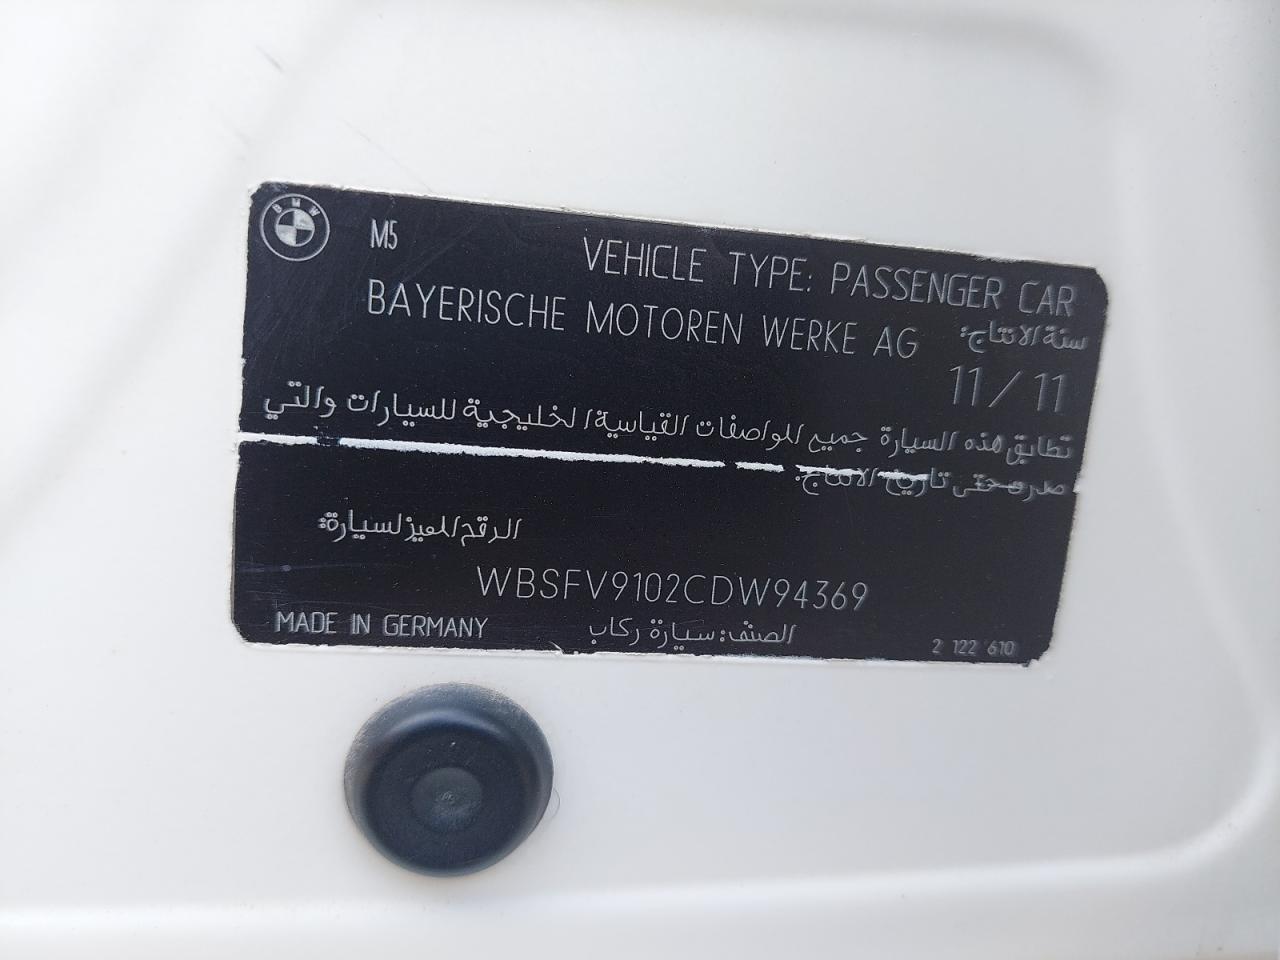 BMW
M5
VEHICLE TYPE: PASSENGER CAR
BAYERISCHE MOTOREN WERKE AG
سنة الانتاج:
11/11
تطابق هذه السيارة جميع المواصفات القياسية الخليجية للسيارات والتي
صدرت حتى تاريخ الانتاج.
الرقم المميز لسيارة:
WBSFV9102CDW94369
MADE IN GERMANY
الصنف: سيارة ركاب
2 122 610